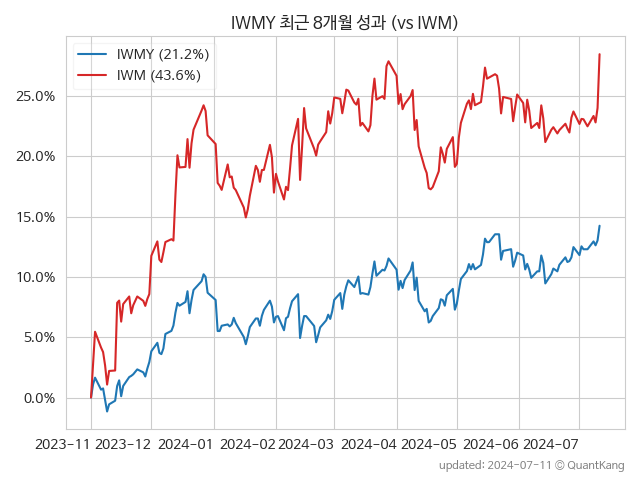 IWMY 최근 8개월 성과 (vs IWM)
IWMY (21.2%)
IWM (43.6%)
25.0%
20.0%
15.0%
10.0%
5.0%
0.0%
2023-11 2023-12 2024-01 2024-02 2024-03 2024-04 2024-05 2024-06 2024-07
updated: 2024-07-11 © QuantKang